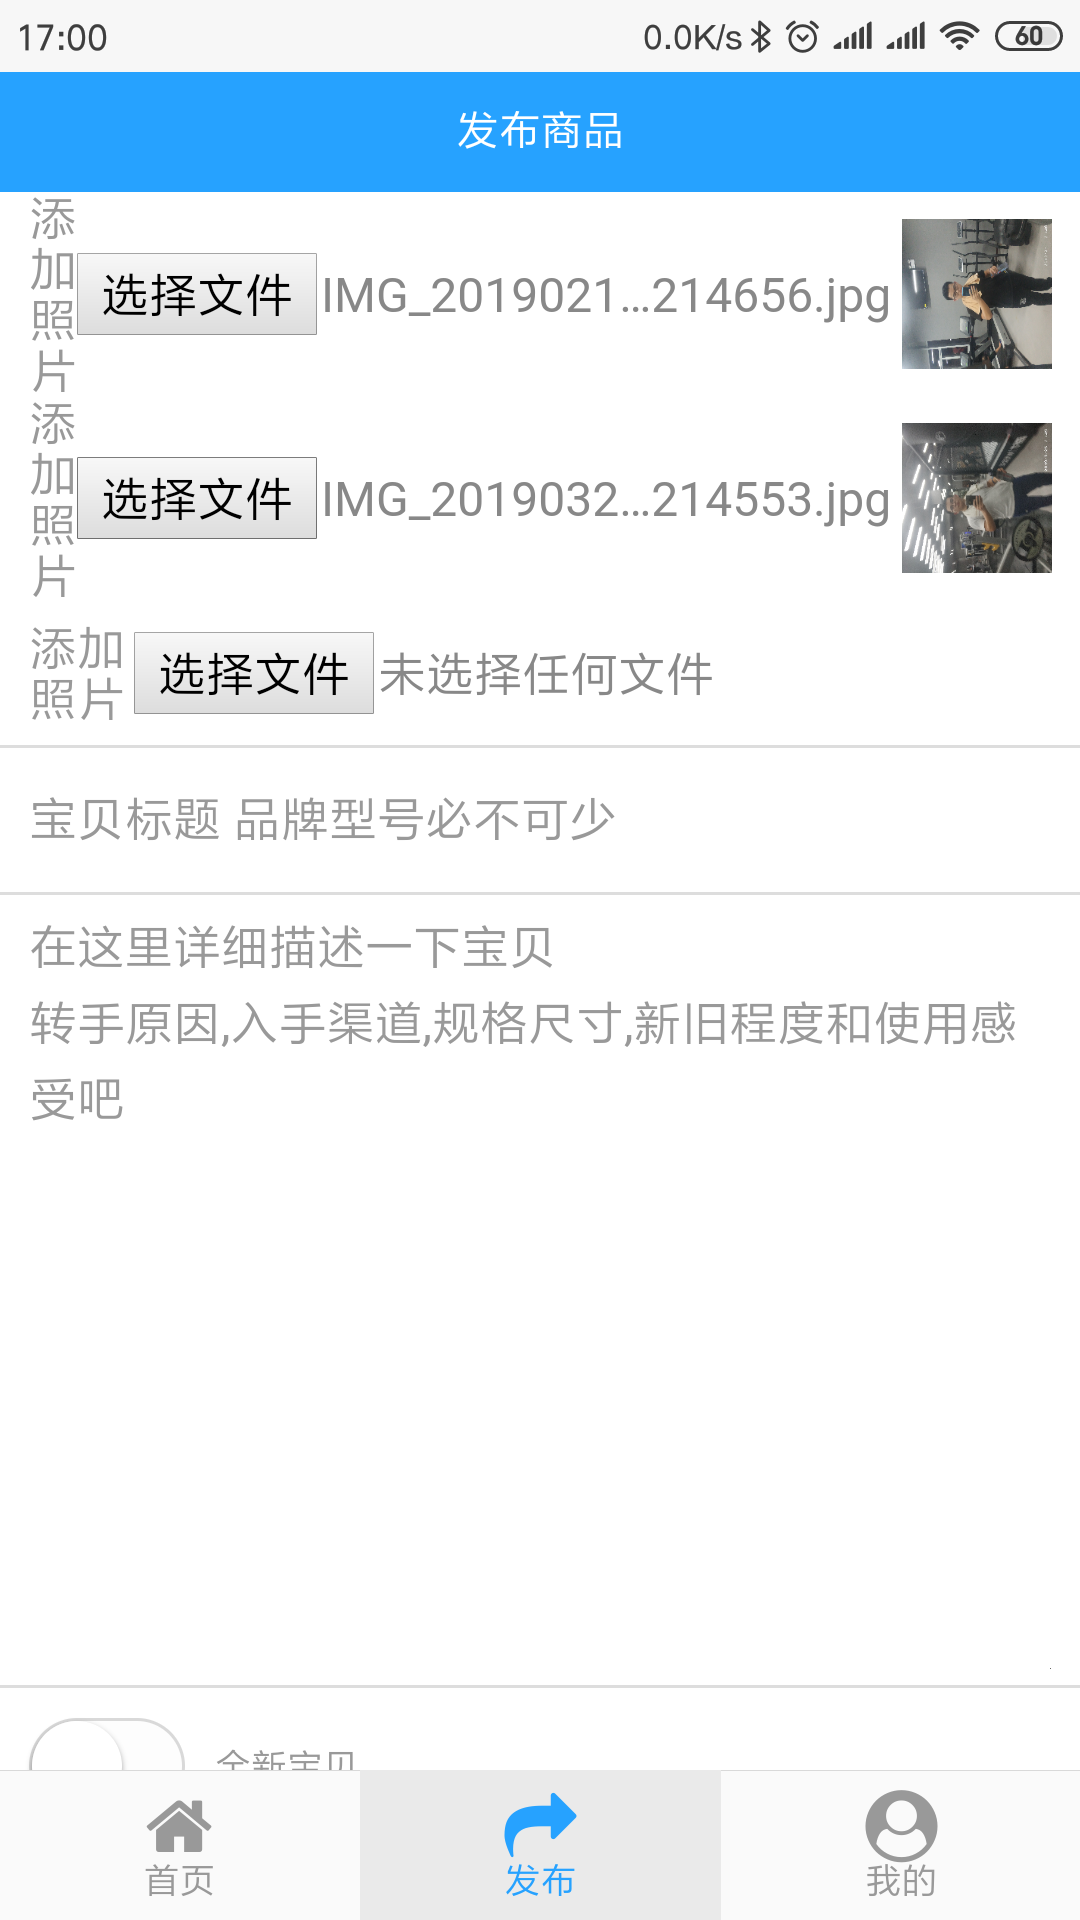 17:00 0.0K/s 60
发布商品
添加照片 选择文件 IMG_2019021...214656.jpg
添加照片 选择文件 IMG_2019032...214553.jpg
添加照片 选择文件 未选择任何文件
宝贝标题 品牌型号必不可少
在这里详细描述一下宝贝
转手原因,入手渠道,规格尺寸,新旧程度和使用感
受吧
全新宝贝
首页 发布 我的